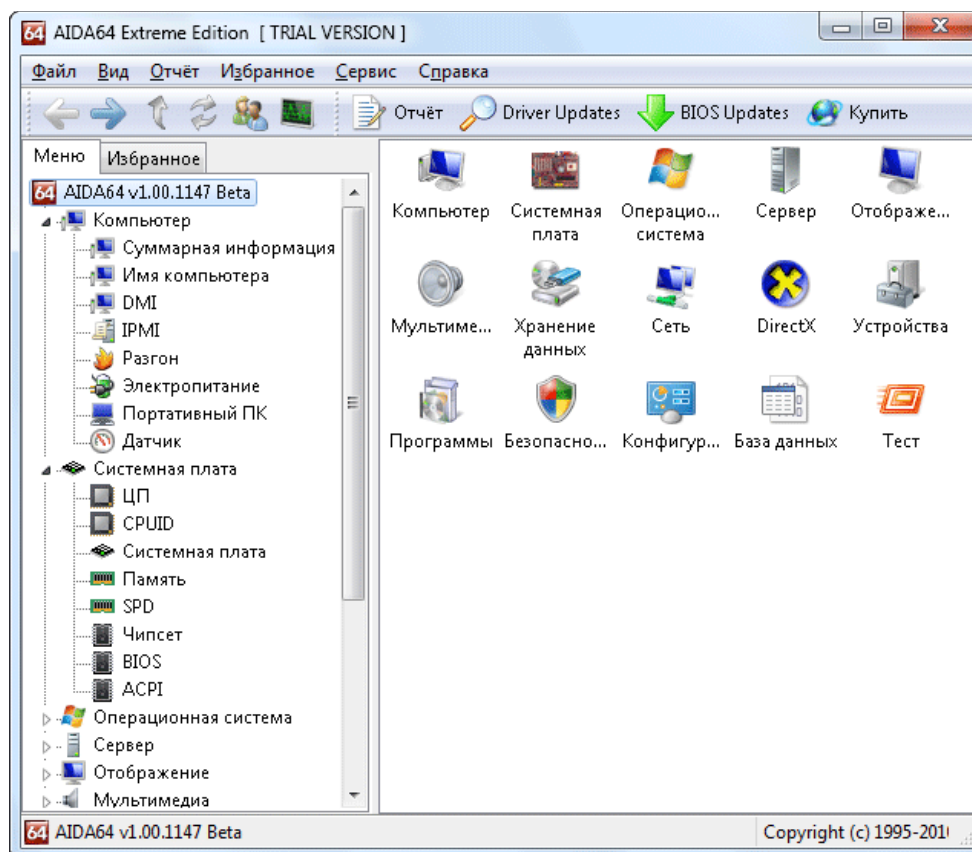 AIDA64 Extreme Edition [ TRIAL VERSION ]
Файл Вид Отчёт Избранное Сервис Справка
Отчёт Driver Updates BIOS Updates Купить
Меню Избранное
AIDA64 v1.00.1147 Beta
Компьютер
Суммарная информация
Имя компьютера
DMI
IPMI
Разгон
Электропитание
Портативный ПК
Датчик
Системная плата
ЦП
CPUID
Системная плата
Память
SPD
Чипсет
BIOS
ACPI
Операционная система
Сервер
Отображение
Мультимедиа
Компьютер Системная Операцио... Сервер Отображе...
плата система
Мультиме... Хранение Сеть DirectX Устройства
данных
Программы Безопасно... Конфигур... База данных Тест
AIDA64 v1.00.1147 Beta Copyright (c) 1995-201